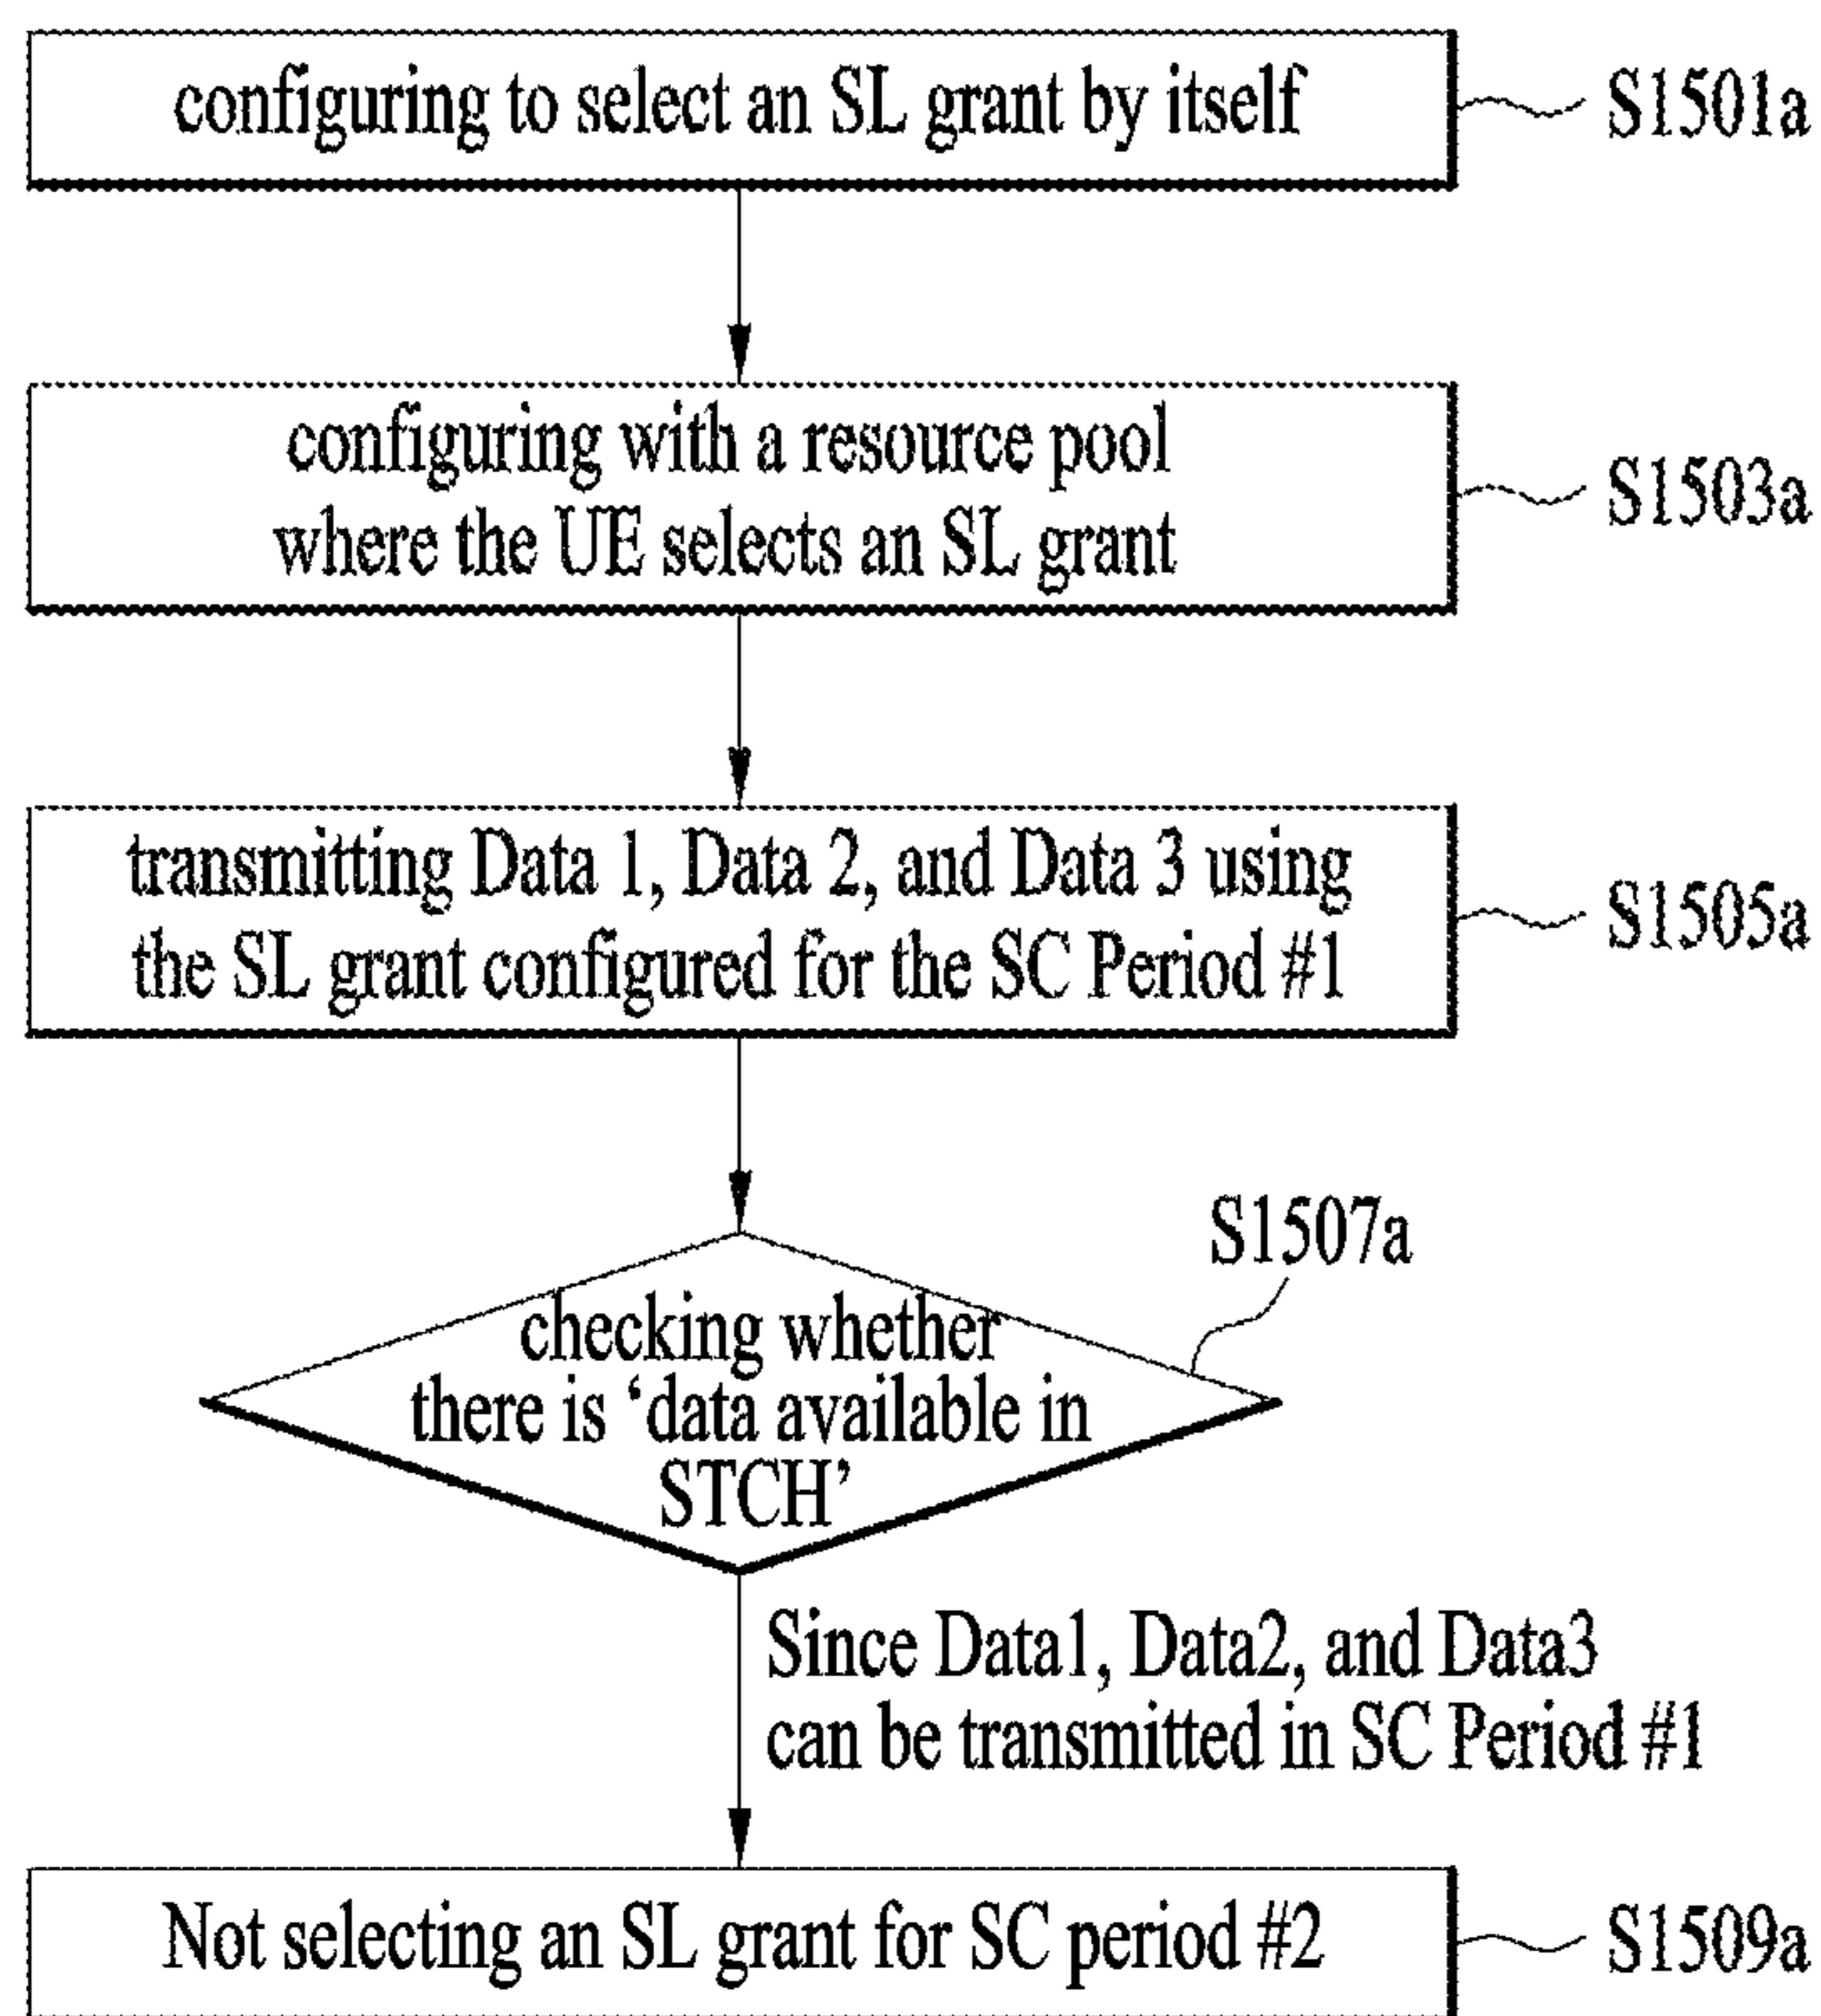 configuring to select an SL grant by itself
S1501a
configuring with a resource pool
where the UE selects an SL grant
S1503a
transmitting Data 1, Data 2, and Data 3 using
the SL grant configured for the SC Period #1
S1505a
S1507a
checking whether
there is ‘data available in
STCH’
Since Data1, Data2, and Data3
can be transmitted in SC Period #1
Not selecting an SL grant for SC period #2
S1509a